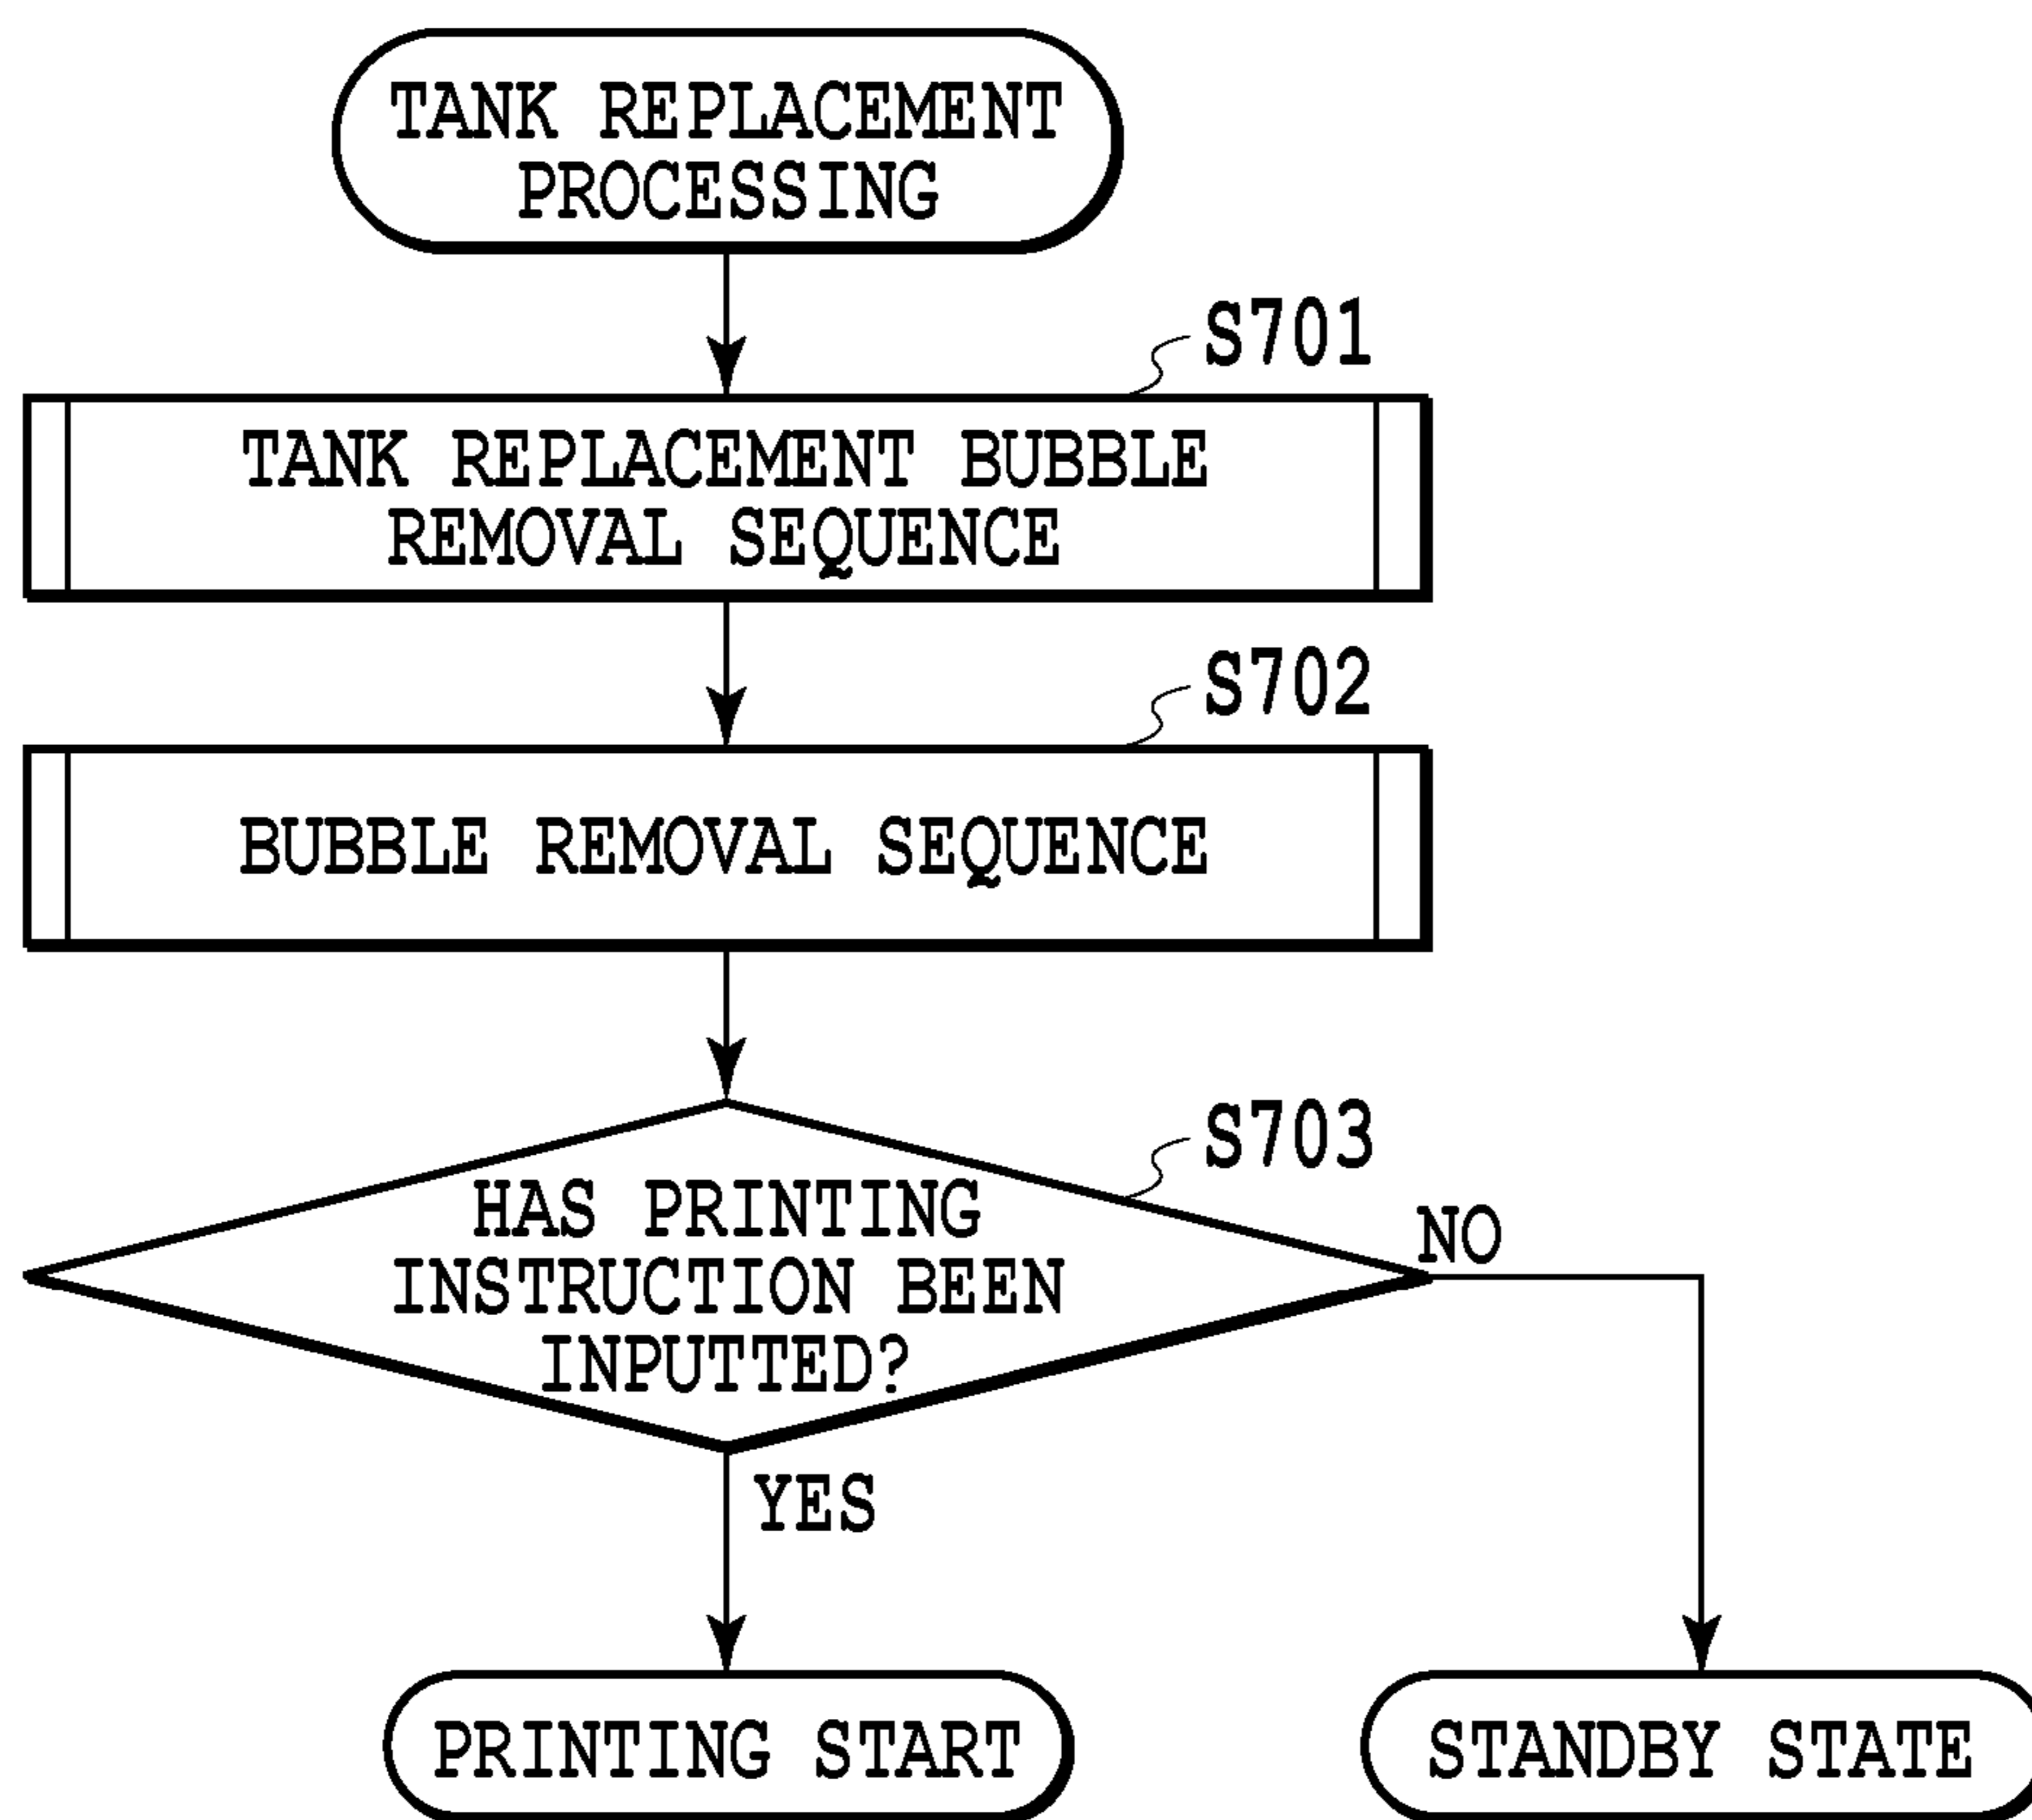 TANK REPLACEMENT
PROCESSING
S701
TANK REPLACEMENT BUBBLE
REMOVAL SEQUENCE
S702
BUBBLE REMOVAL SEQUENCE
S703
HAS PRINTING
INSTRUCTION BEEN
INPUTTED?
NO
YES
PRINTING START
STANDBY STATE